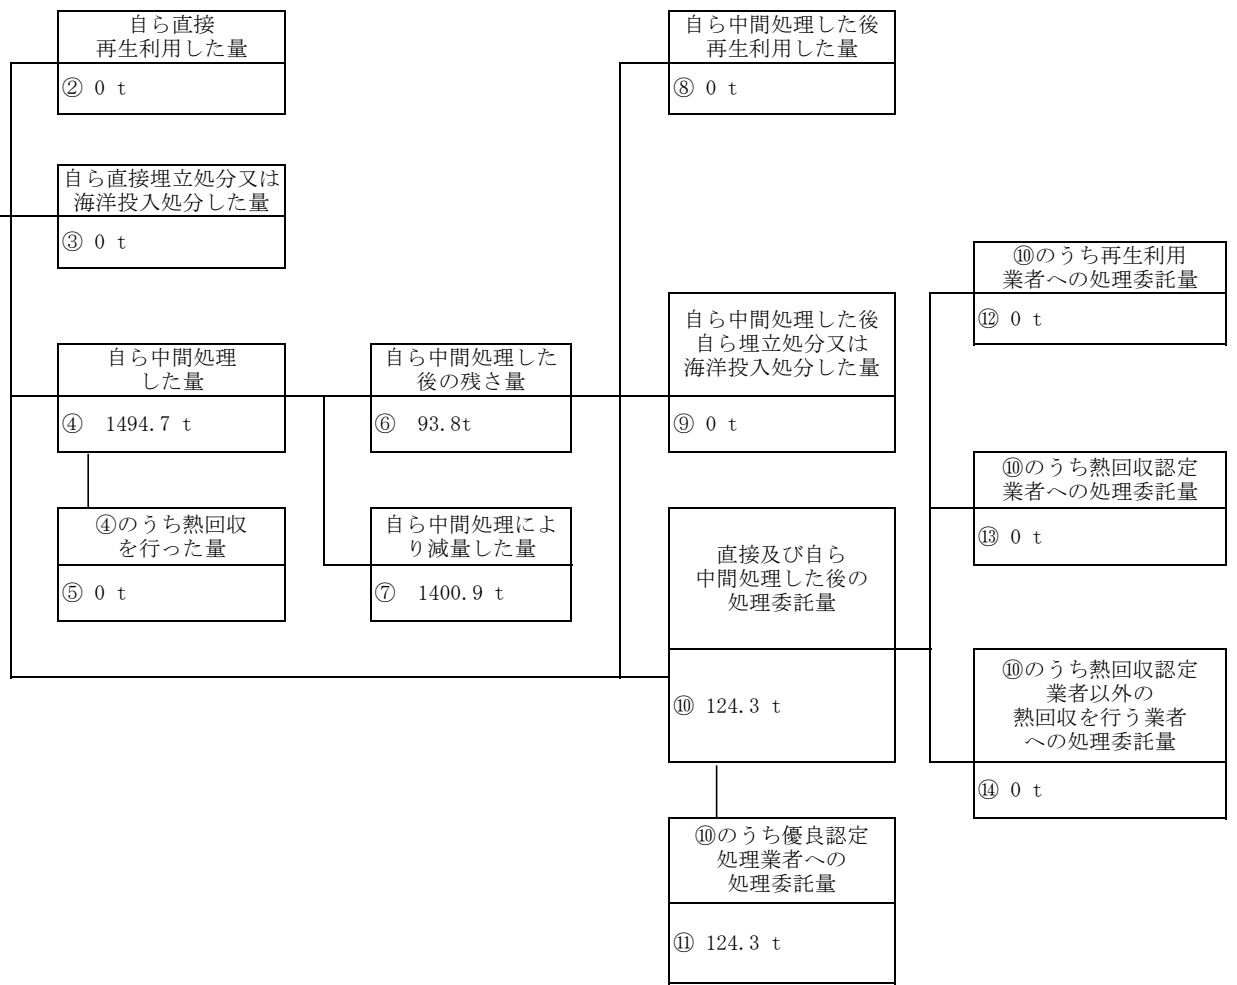 自ら直接
再生利用した量
② 0 t
自ら中間処理した後
再生利用した量
⑧ 0 t
自ら直接埋立処分又は
海洋投入処分した量
③ 0 t
⑩のうち再生利用
業者への処理委託量
⑫ 0 t
自ら中間処理した後
自ら埋立処分又は
海洋投入処分した量
⑨ 0 t
自ら中間処理
した量
④ 1494.7 t
自ら中間処理した
後の残さ量
⑥ 93.8t
⑩のうち熱回収認定
業者への処理委託量
⑬ 0 t
④のうち熱回収
を行った量
⑤ 0 t
自ら中間処理によ
り減量した量
⑦ 1400.9 t
直接及び自ら
中間処理した後の
処理委託量
⑩ 124.3 t
⑩のうち熱回収認定
業者以外の
熱回収を行う業者
への処理委託量
⑭ 0 t
⑩のうち優良認定
処理業者への
処理委託量
⑪ 124.3 t